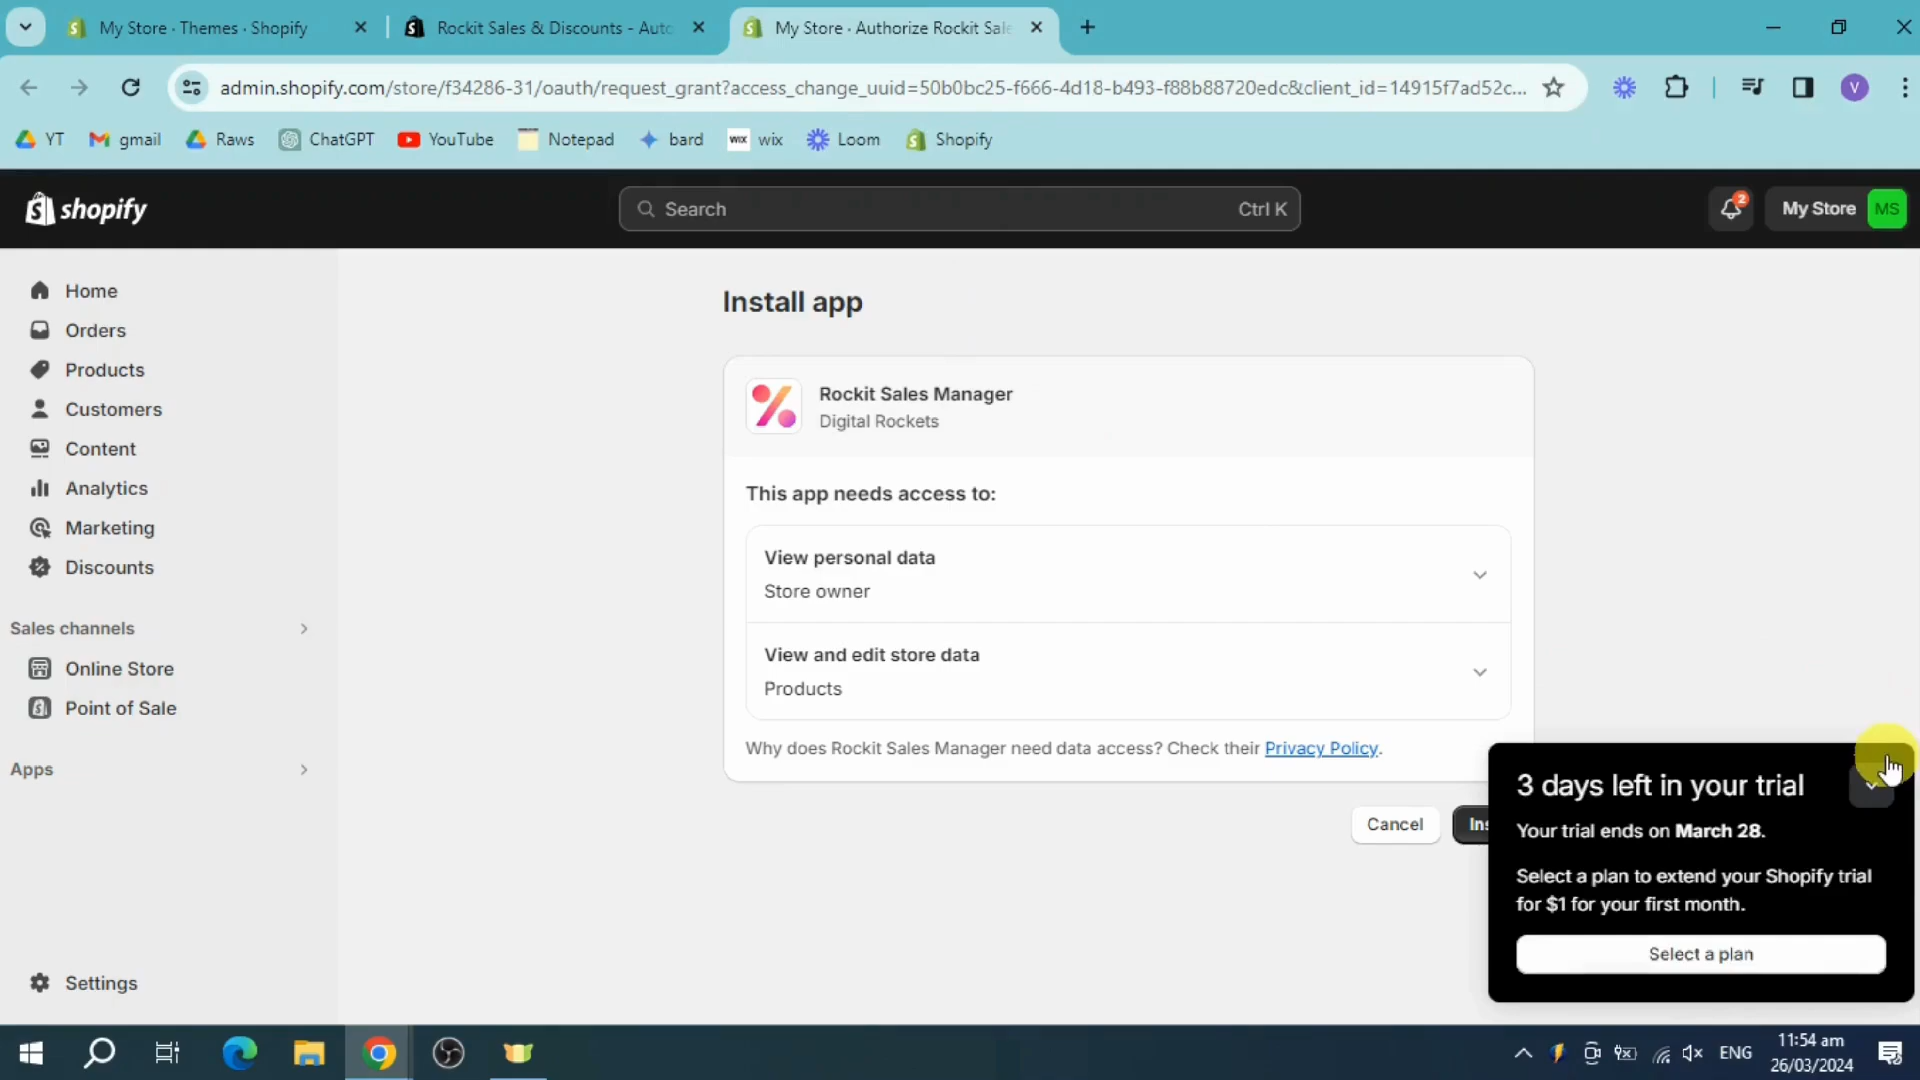 My Store · Themes · Shopify
Rockit Sales & Discounts - Auto
My Store · Authorize Rockit Sale
admin.shopify.com/store/f34286-31/oauth/request_grant?access_change_uuid=50b0bc25-f666-4d18-b493-f88b88720edc&client_id=14915f7ad52c...
V
YT
gmail
Raws
ChatGPT
YouTube
Notepad
bard
WIX wix
Loom
Shopify
shopify
Search
Ctrl K
2
My Store
MS
Home
Orders
Products
Customers
Content
Analytics
Marketing
Discounts
Sales channels
Online Store
Point of Sale
Apps
Settings
Install app
Rockit Sales Manager
Digital Rockets
This app needs access to:
View personal data
Store owner
View and edit store data
Products
Why does Rockit Sales Manager need data access? Check their Privacy Policy.
Cancel
Ins
3 days left in your trial
Your trial ends on March 28.
Select a plan to extend your Shopify trial
for $1 for your first month.
Select a plan
ENG
11:54 am
26/03/2024